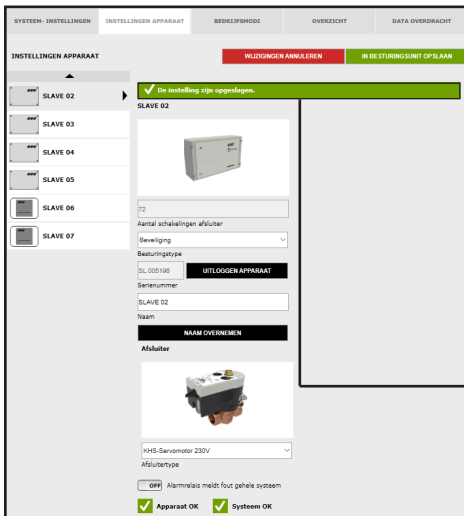 SYSTEEM- INSTELLINGEN INSTELLINGEN APPARAAT BEDRIJFSMODI OVERZICHT DATA OVERDRACHT
INSTELLINGEN APPARAAT WIJZIGINGEN ANNULEREN IN BESTURINGSUNIT OPSLAAN
De instelling zijn opgeslagen.
SLAVE 02
SLAVE 03
SLAVE 04
SLAVE 05
SLAVE 06
SLAVE 07
SLAVE 02
72
Aantal schakelingen afsluiter
Beveiliging
Besturingstype
SL 005196 UITLOGGEN APPARAAT
Serienummer
SLAVE 02
Naam
NAAM OVERNEMEN
Afsluiter
KHS-Servomotor 230V
Afsluitertype
OFF Alarmrelais meldt fout gehele systeem
Apparaat OK Systeem OK